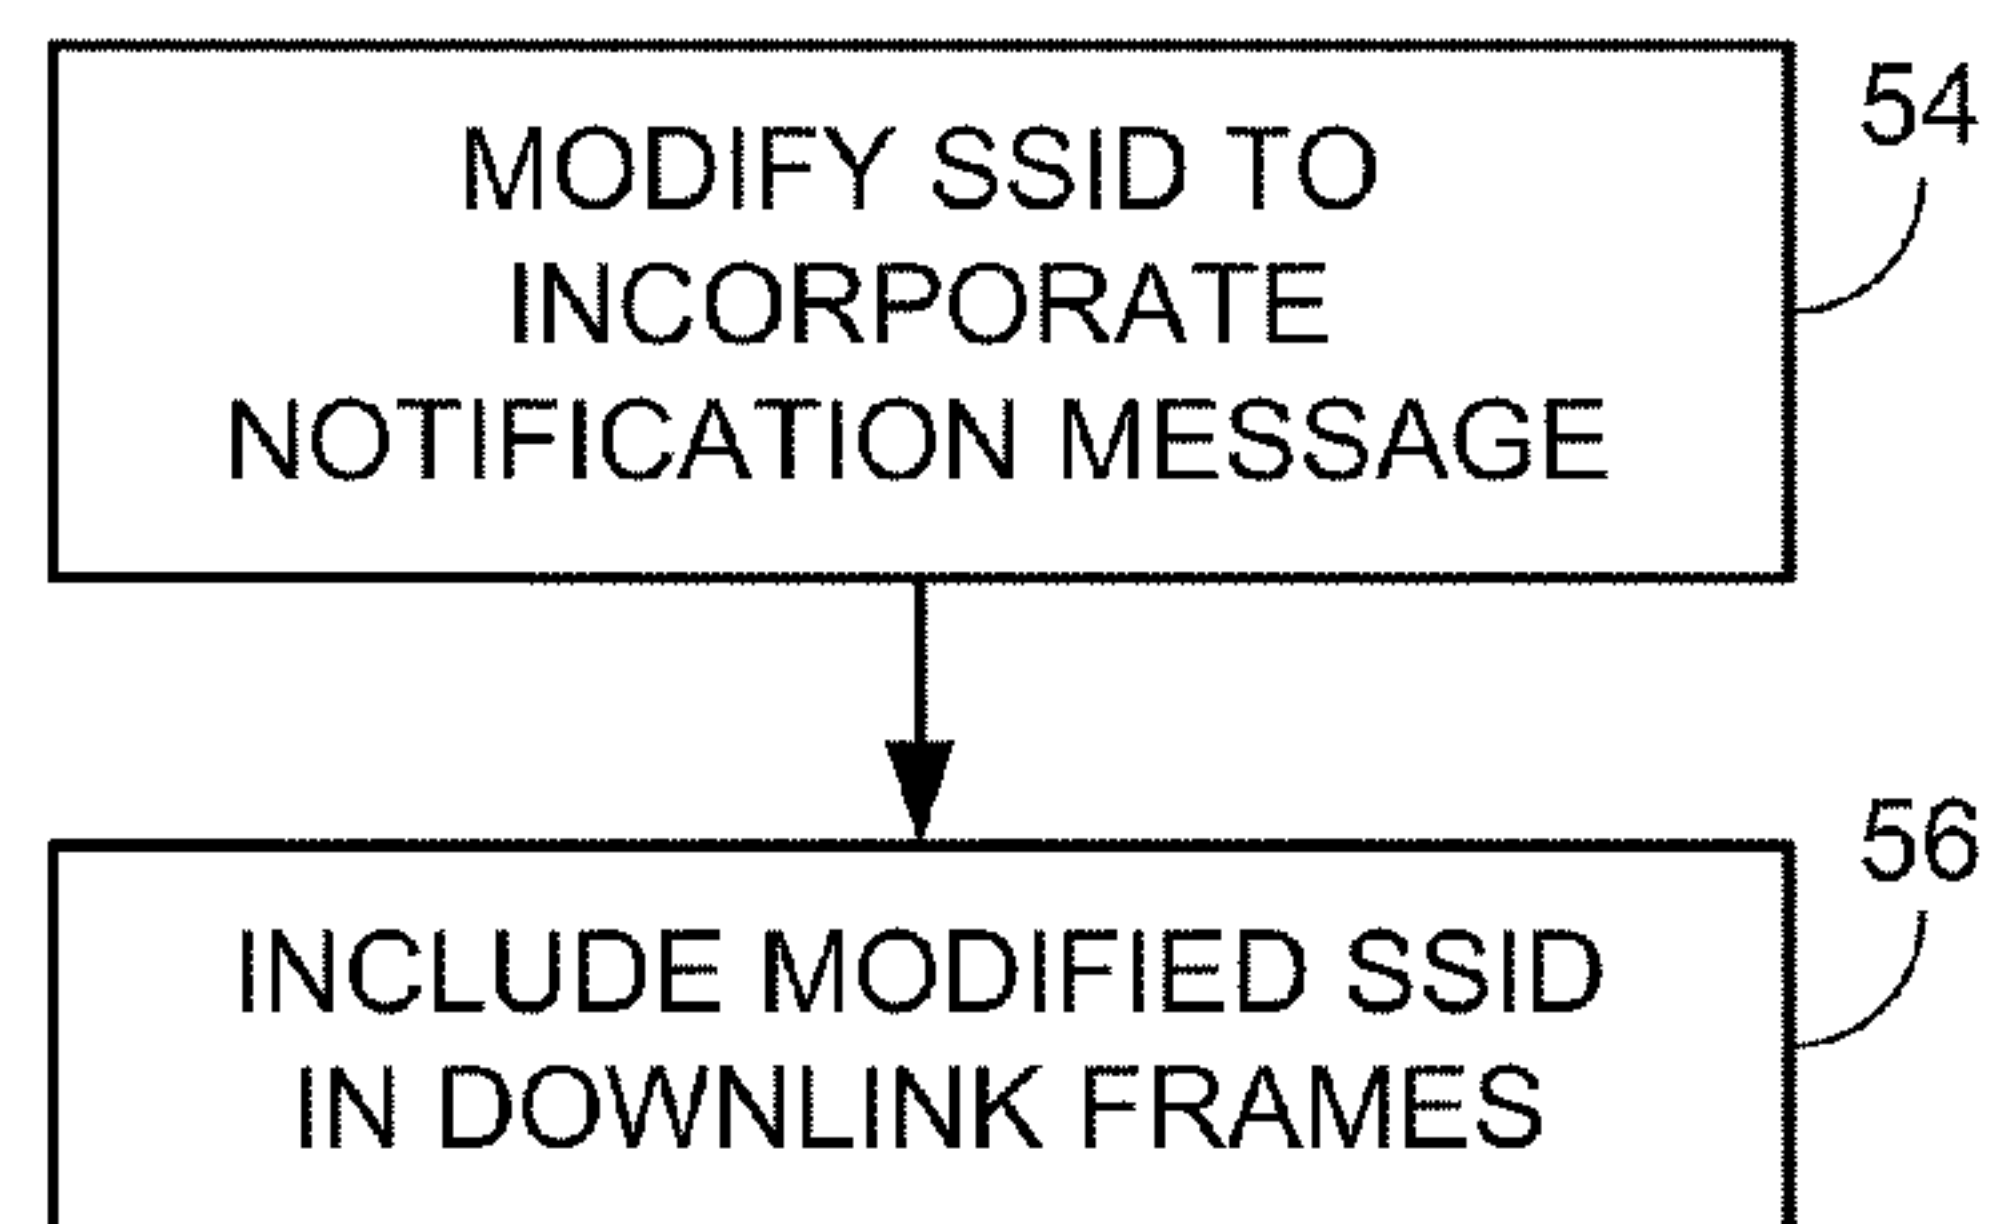 54
MODIFY SSID TO
INCORPORATE
NOTIFICATION MESSAGE
56
INCLUDE MODIFIED SSID
IN DOWNLINK FRAMES